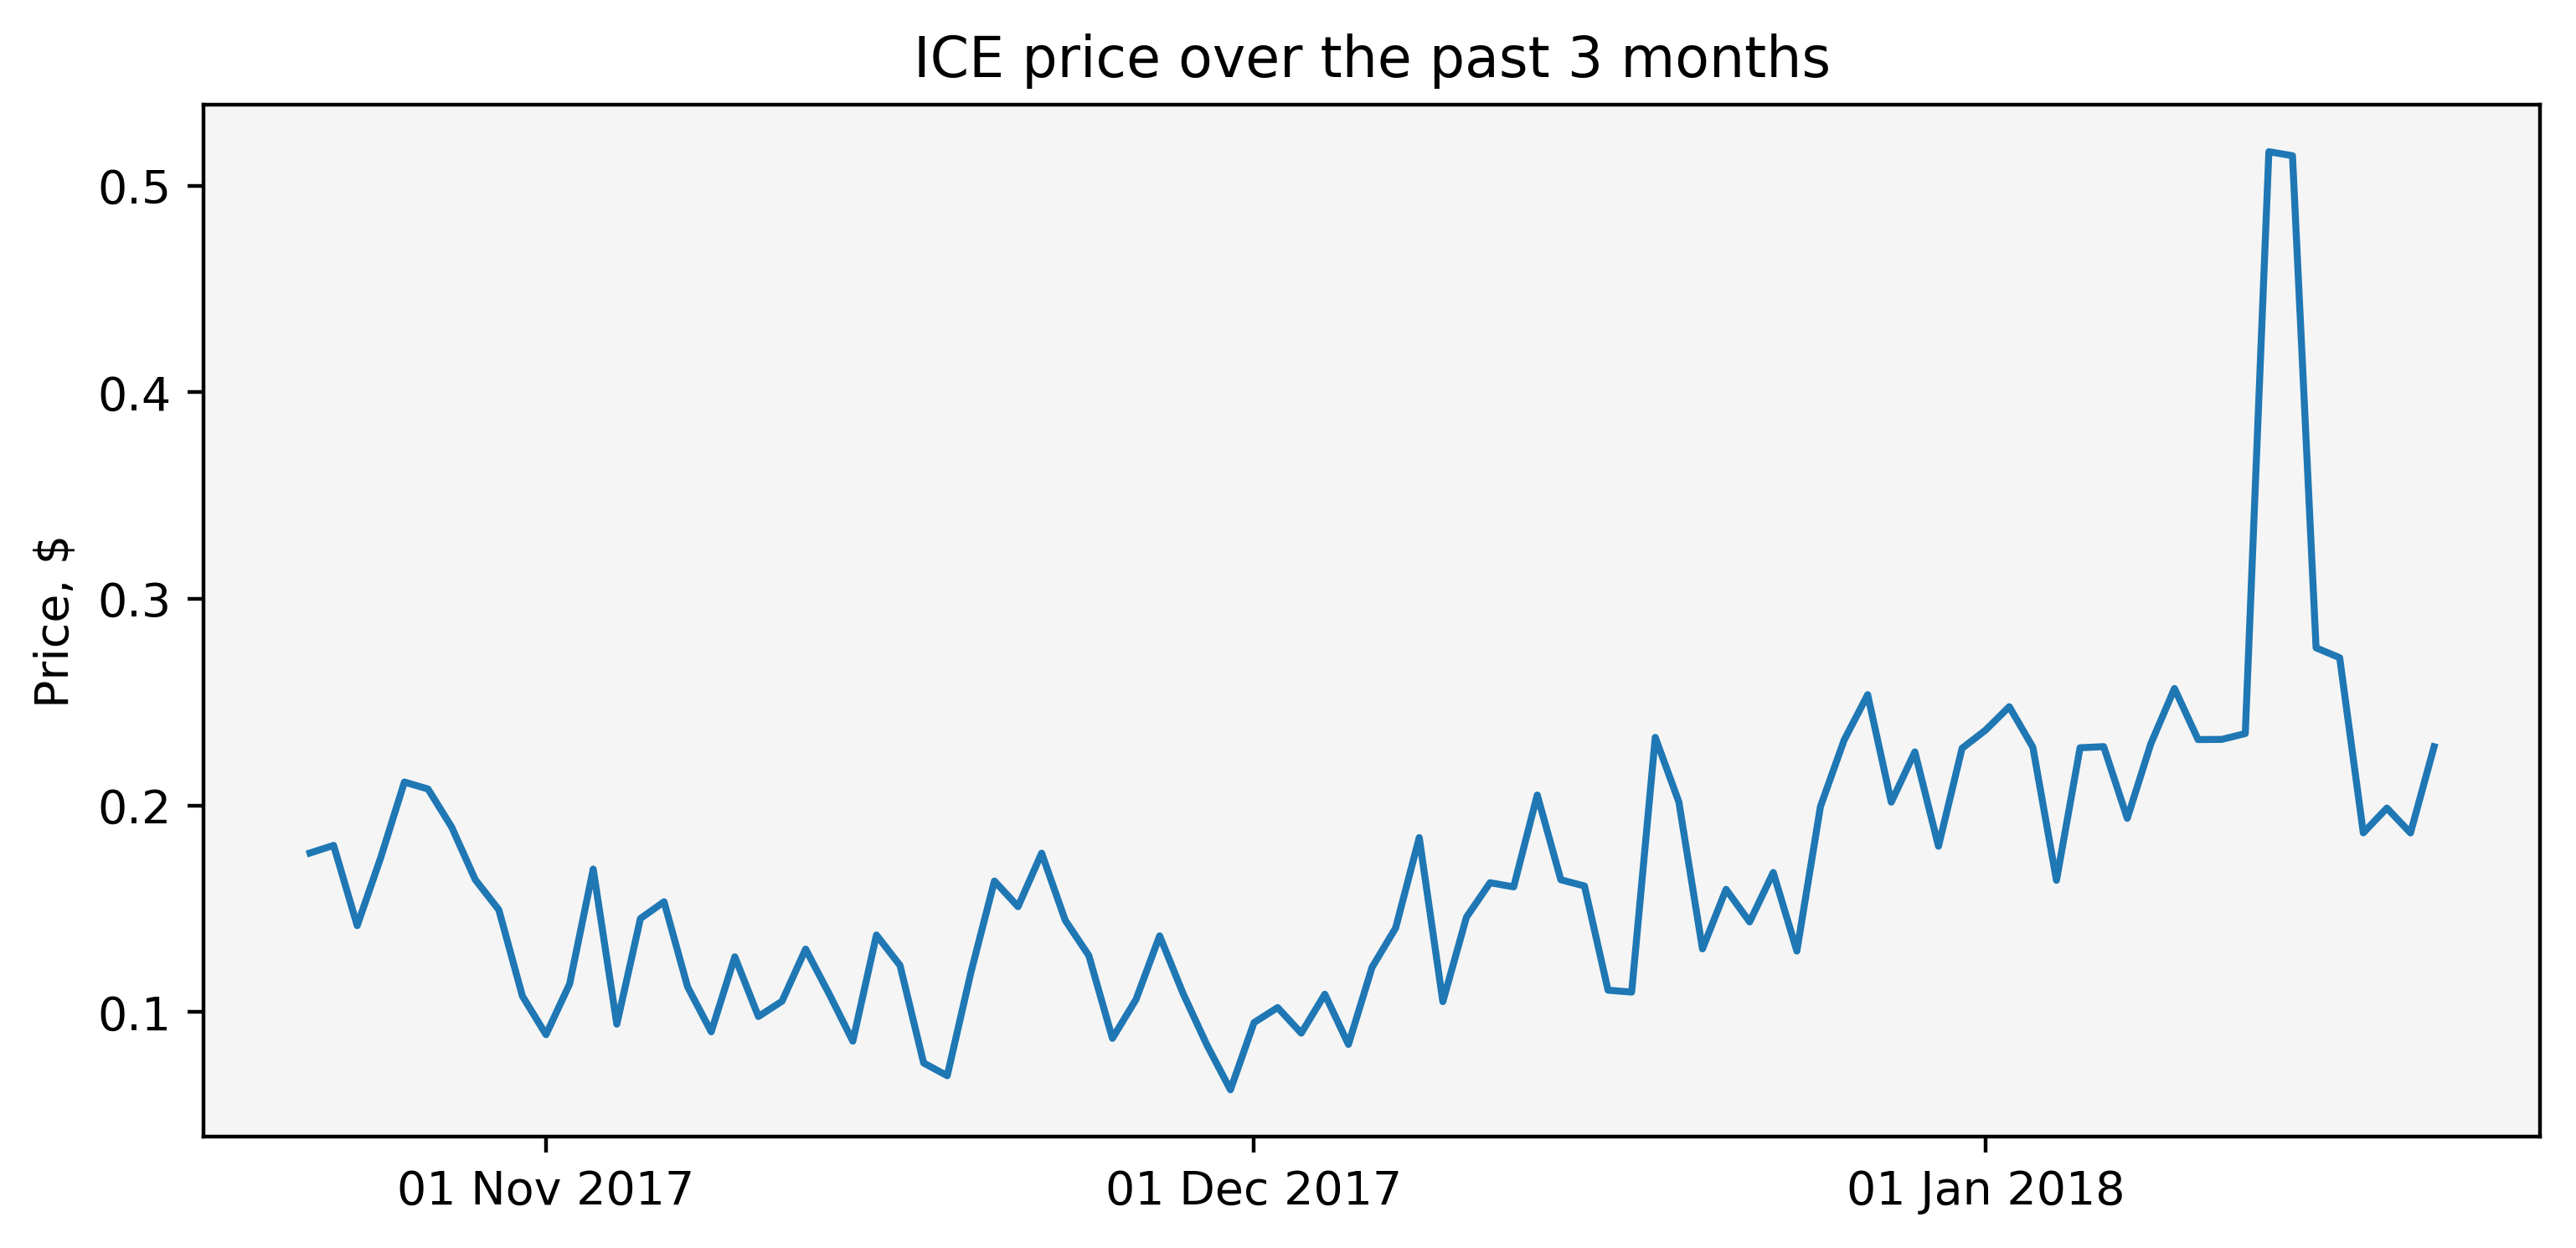 ICE price over the past 3 months
Price, $
0.5
0.4
0.3
0.2
0.1
01 Nov 2017
01 Dec 2017
01 Jan 2018